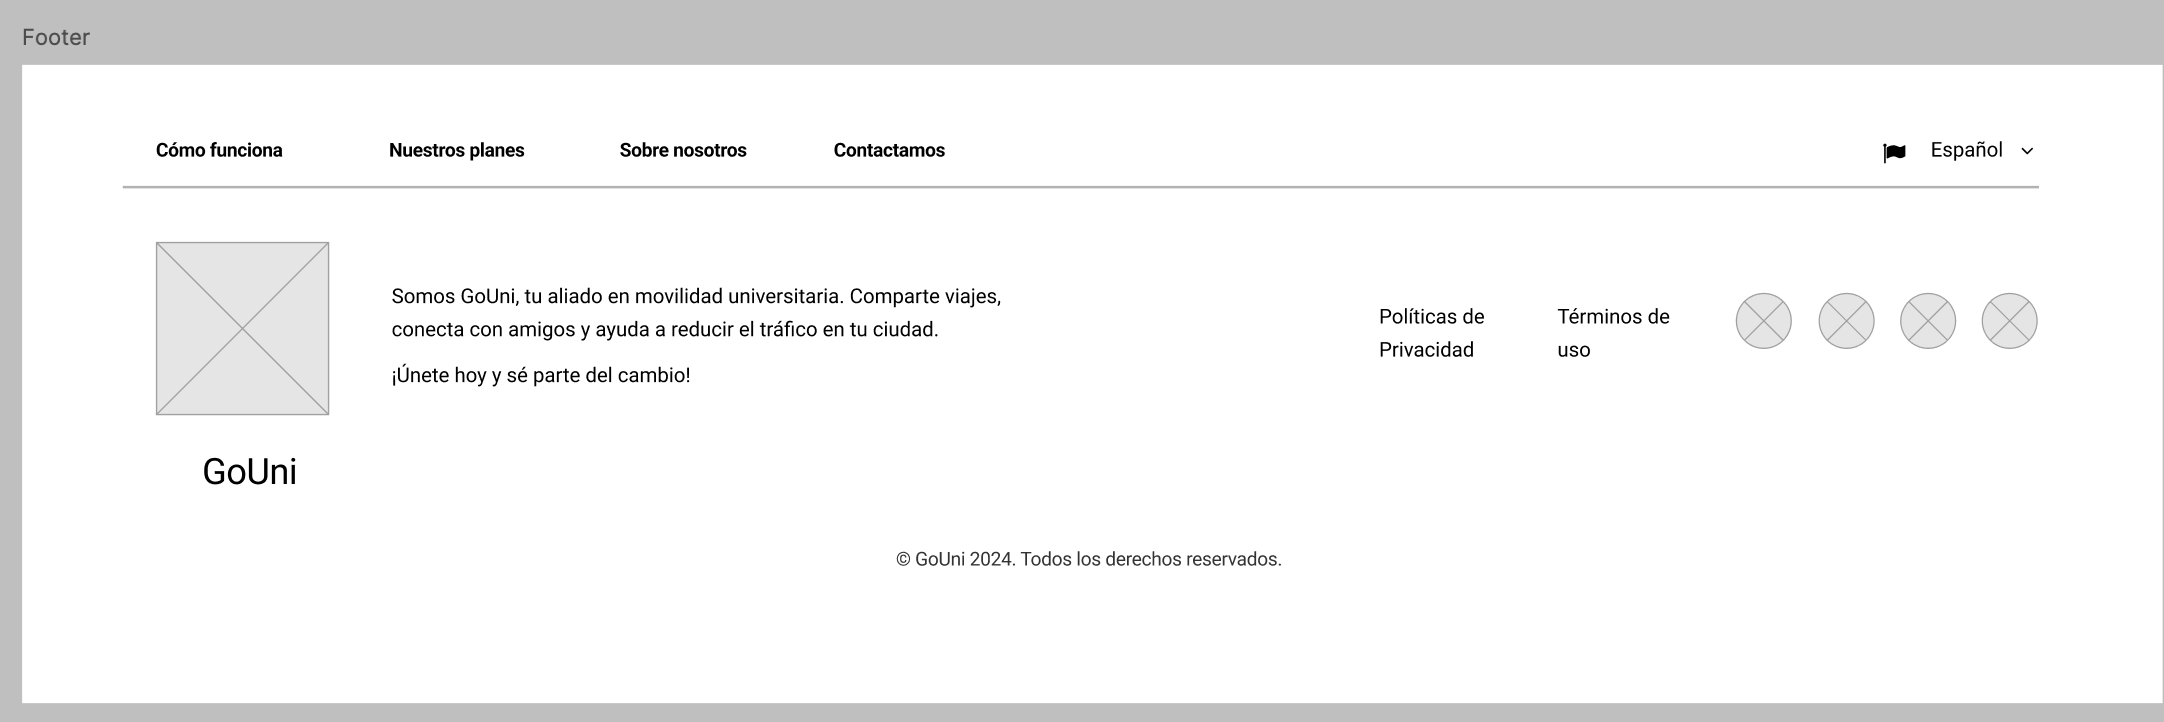 Footer
Cómo funciona
Nuestros planes
Sobre nosotros
Contactamos
Español
Somos GoUni, tu aliado en movilidad universitaria. Comparte viajes,
conecta con amigos y ayuda a reducir el tráfico en tu ciudad.
¡Únete hoy y sé parte del cambio!
Políticas de
Privacidad
Términos de
uso
GoUni
© GoUni 2024. Todos los derechos reservados.